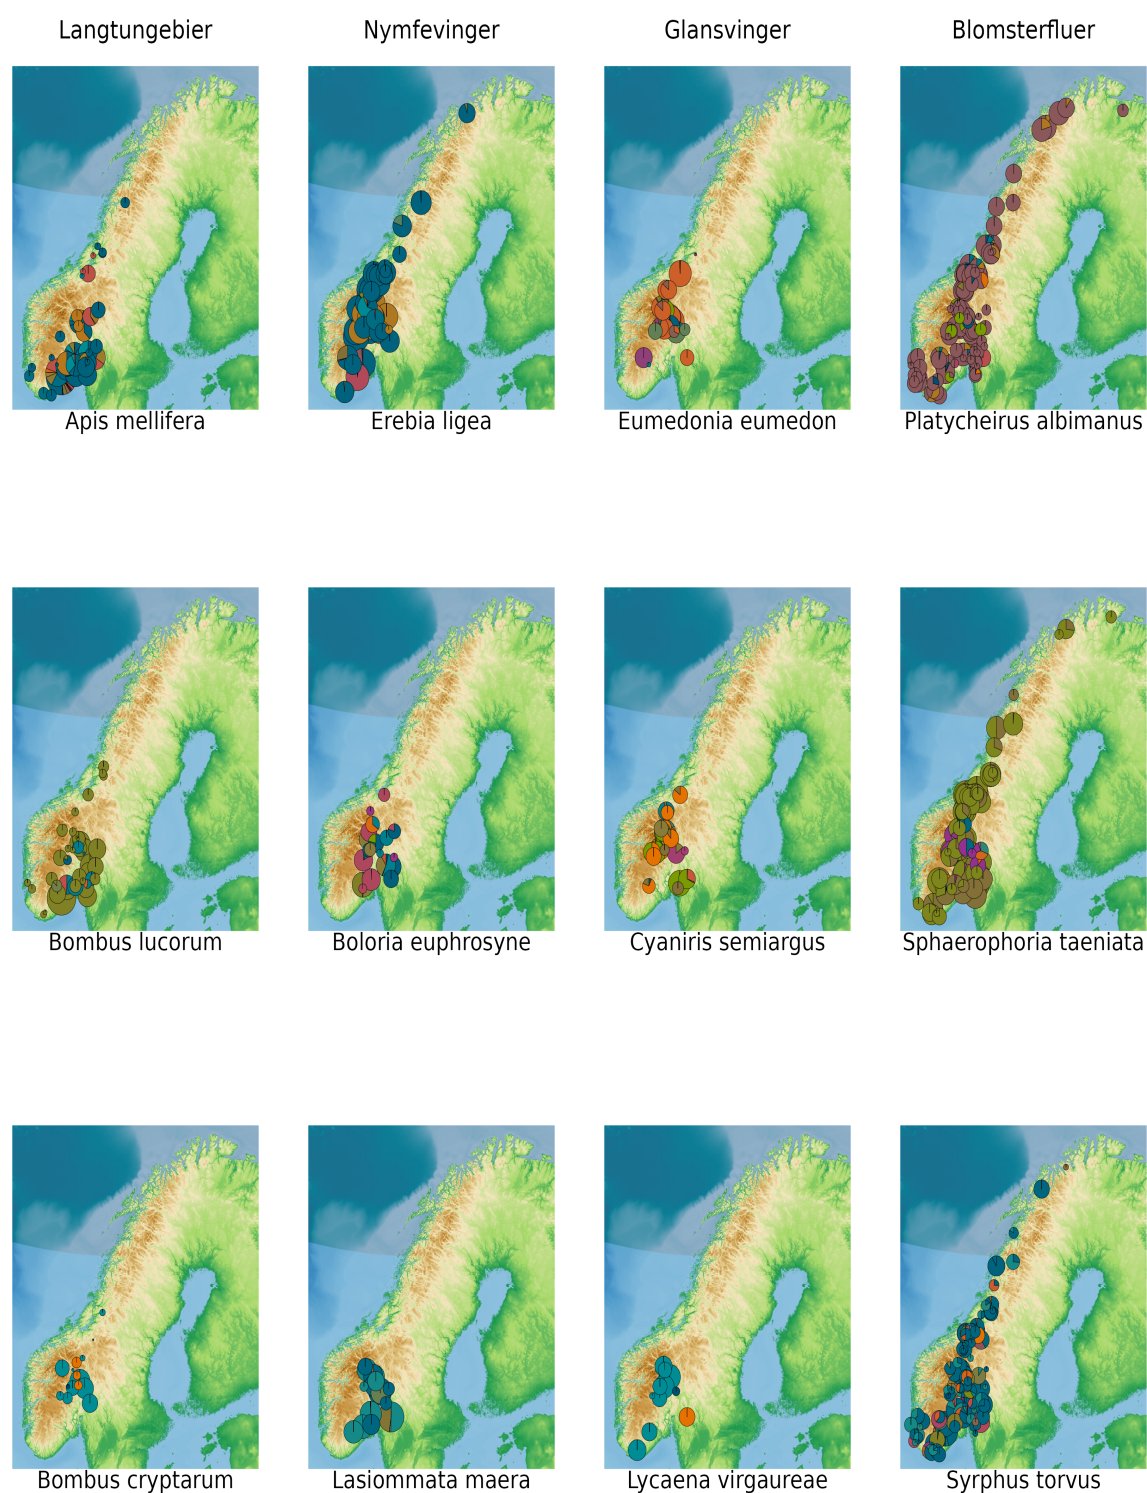 Langtungebier Nymfevinger Glansvinger Blomsterfluer
Apis mellifera Erebia ligea Eumedonia eumedon Platycheirus albimanus
Bombus lucorum Boloria euphrosyne Cyaniris semiargus Sphaerophoria taeniata
Bombus cryptarum Lasiommata maera Lycaena virgaureae Syrphus torvus